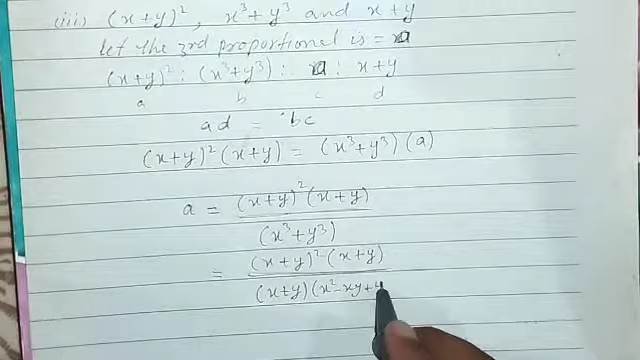 (iii) (x+y)², x³+y³ and x+y
let the 3rd proportional is = a
(x+y)² : (x³+y³) : a : x+y
a b c d
ad = bc
(x+y)² (x+y) = (x³+y³) (a)
a = (x+y)² (x+y)
(x³+y³)
= (x+y)² (x+y)
(x+y) (x²-xy+y